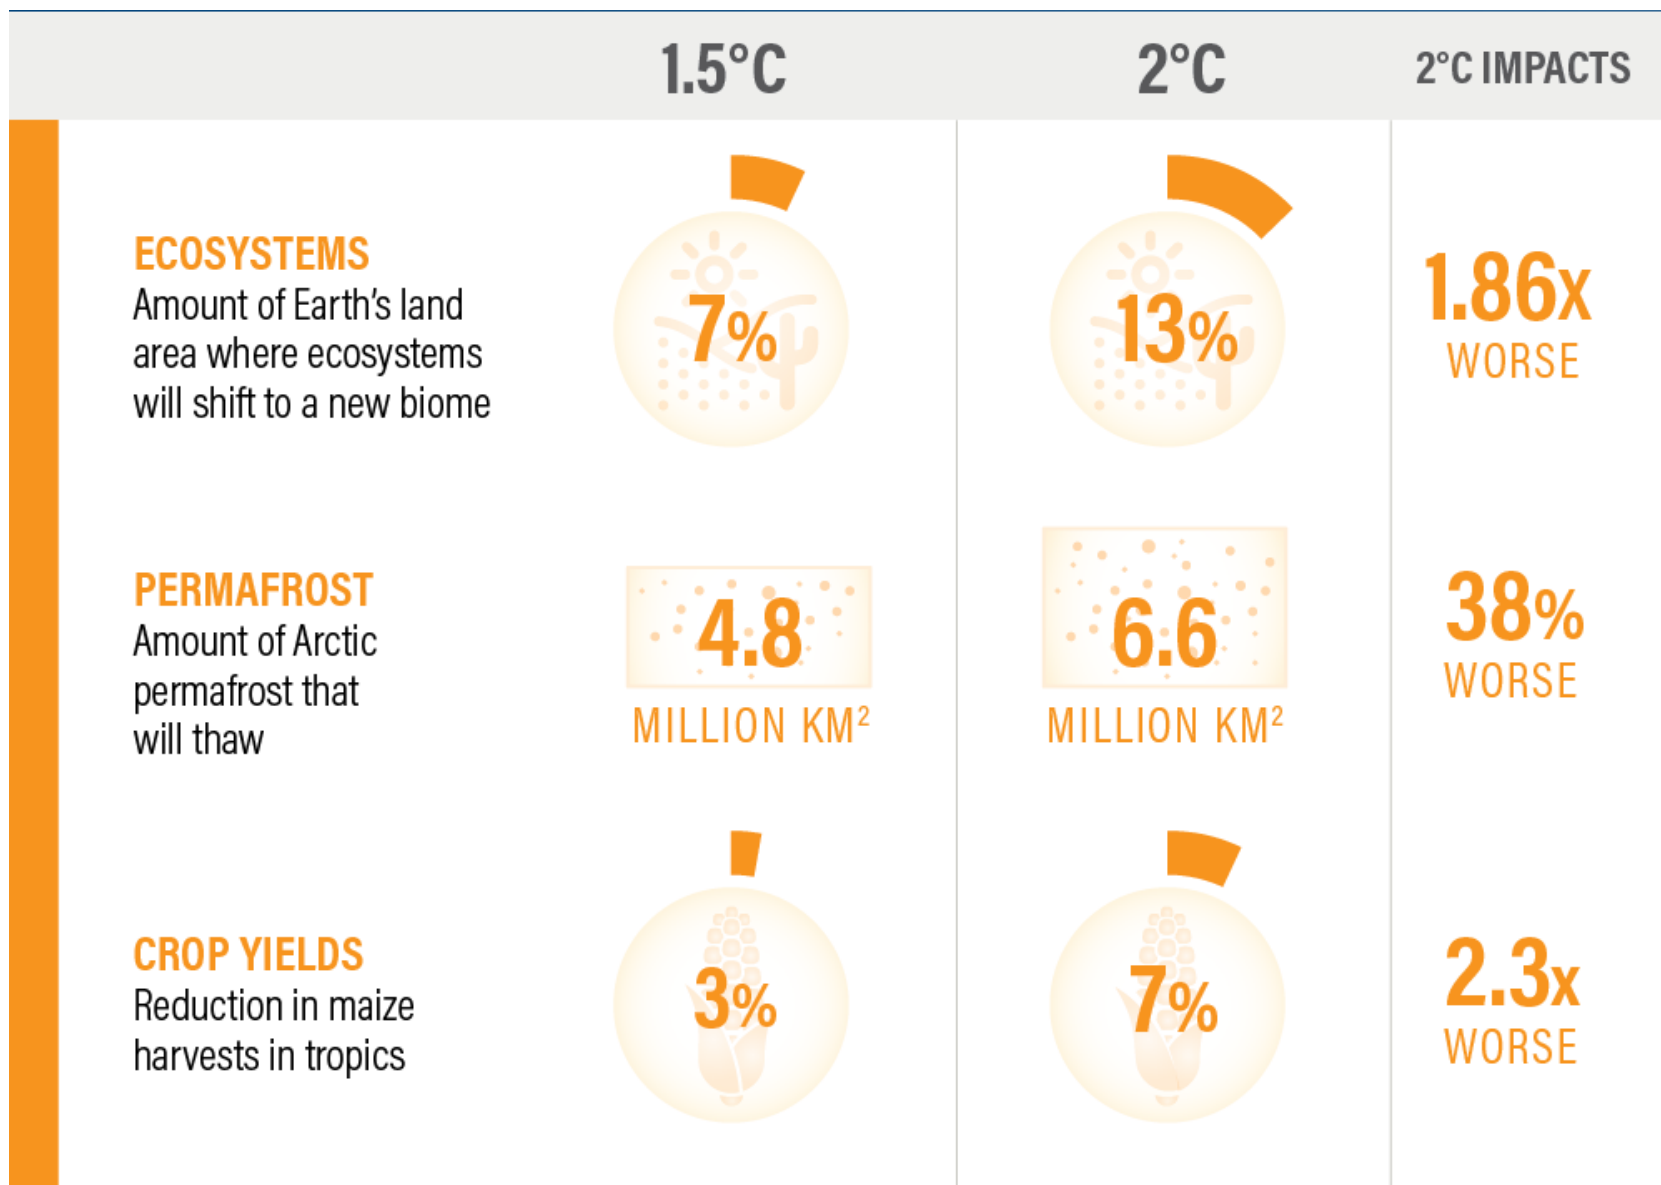 1.5°C
2°C
2°C IMPACTS
ECOSYSTEMS
Amount of Earth's land
area where ecosystems
will shift to a new biome
7%
13%
1.86x
WORSE
PERMAFROST
Amount of Arctic
permafrost that
will thaw
4.8
MILLION KM²
6.6
MILLION KM²
38%
WORSE
CROP YIELDS
Reduction in maize
harvests in tropics
3%
7%
2.3x
WORSE